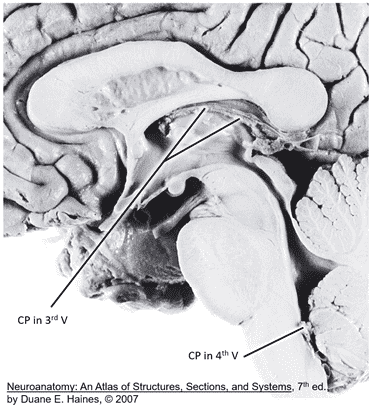 CP in 3rd V
CP in 4th V
Neuroanatomy: An Atlas of Structures, Sections, and Systems, 7th ed.,
by Duane E. Haines, © 2007